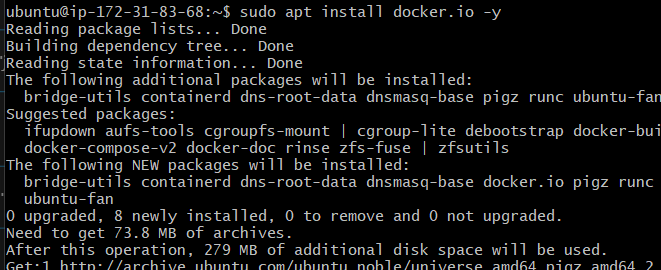 ubuntu@ip-172-31-83-68:~$ sudo apt install docker.io -y
Reading package lists... Done
Building dependency tree... Done
Reading state information... Done
The following additional packages will be installed:
  bridge-utils containerd dns-root-data dnsmasq-base pigz runc ubuntu-fan
Suggested packages:
  ifupdown aufs-tools cgroupfs-mount | cgroup-lite debootstrap docker-bui
  docker-compose-v2 docker-doc rinse zfs-fuse | zfsutils
The following NEW packages will be installed:
  bridge-utils containerd dns-root-data dnsmasq-base docker.io pigz runc
  ubuntu-fan
0 upgraded, 8 newly installed, 0 to remove and 0 not upgraded.
Need to get 73.8 MB of archives.
After this operation, 279 MB of additional disk space will be used.
Get:1 http://archive.ubuntu.com/ubuntu noble/universe amd64 pigz amd64 2